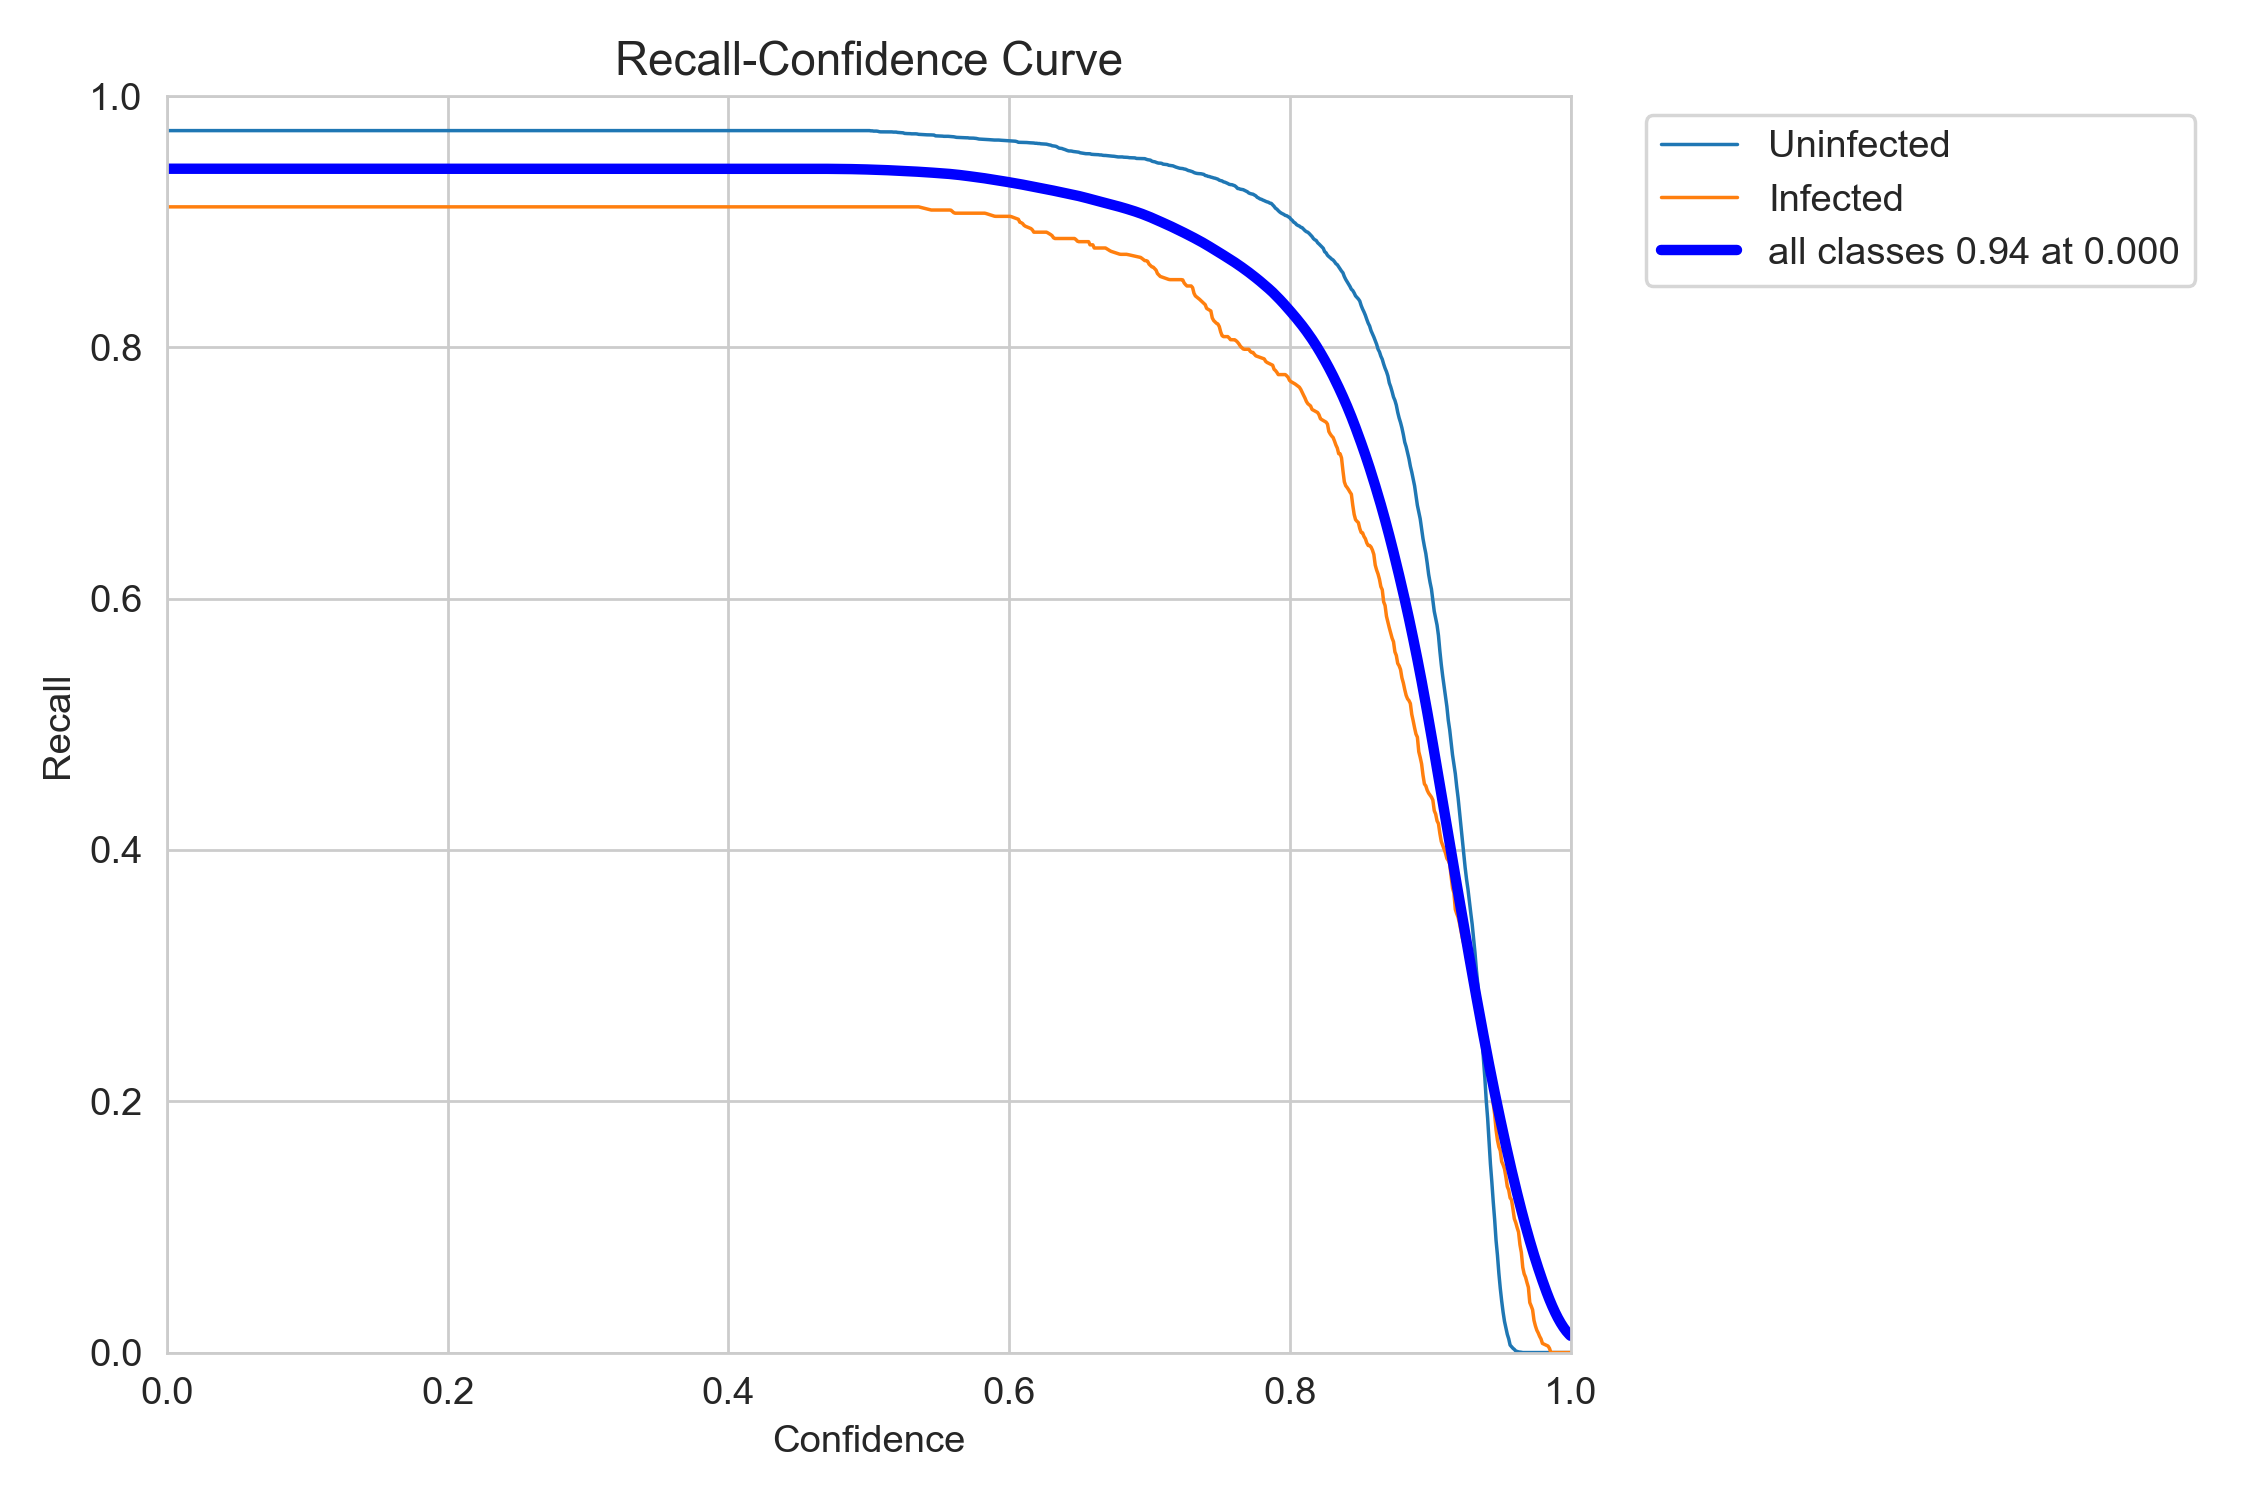 Recall-Confidence Curve
1.0
0.8
0.6
0.4
0.2
0.0
Recall
0.0 0.2 0.4 0.6 0.8 1.0
Confidence
Uninfected
Infected
all classes 0.94 at 0.000